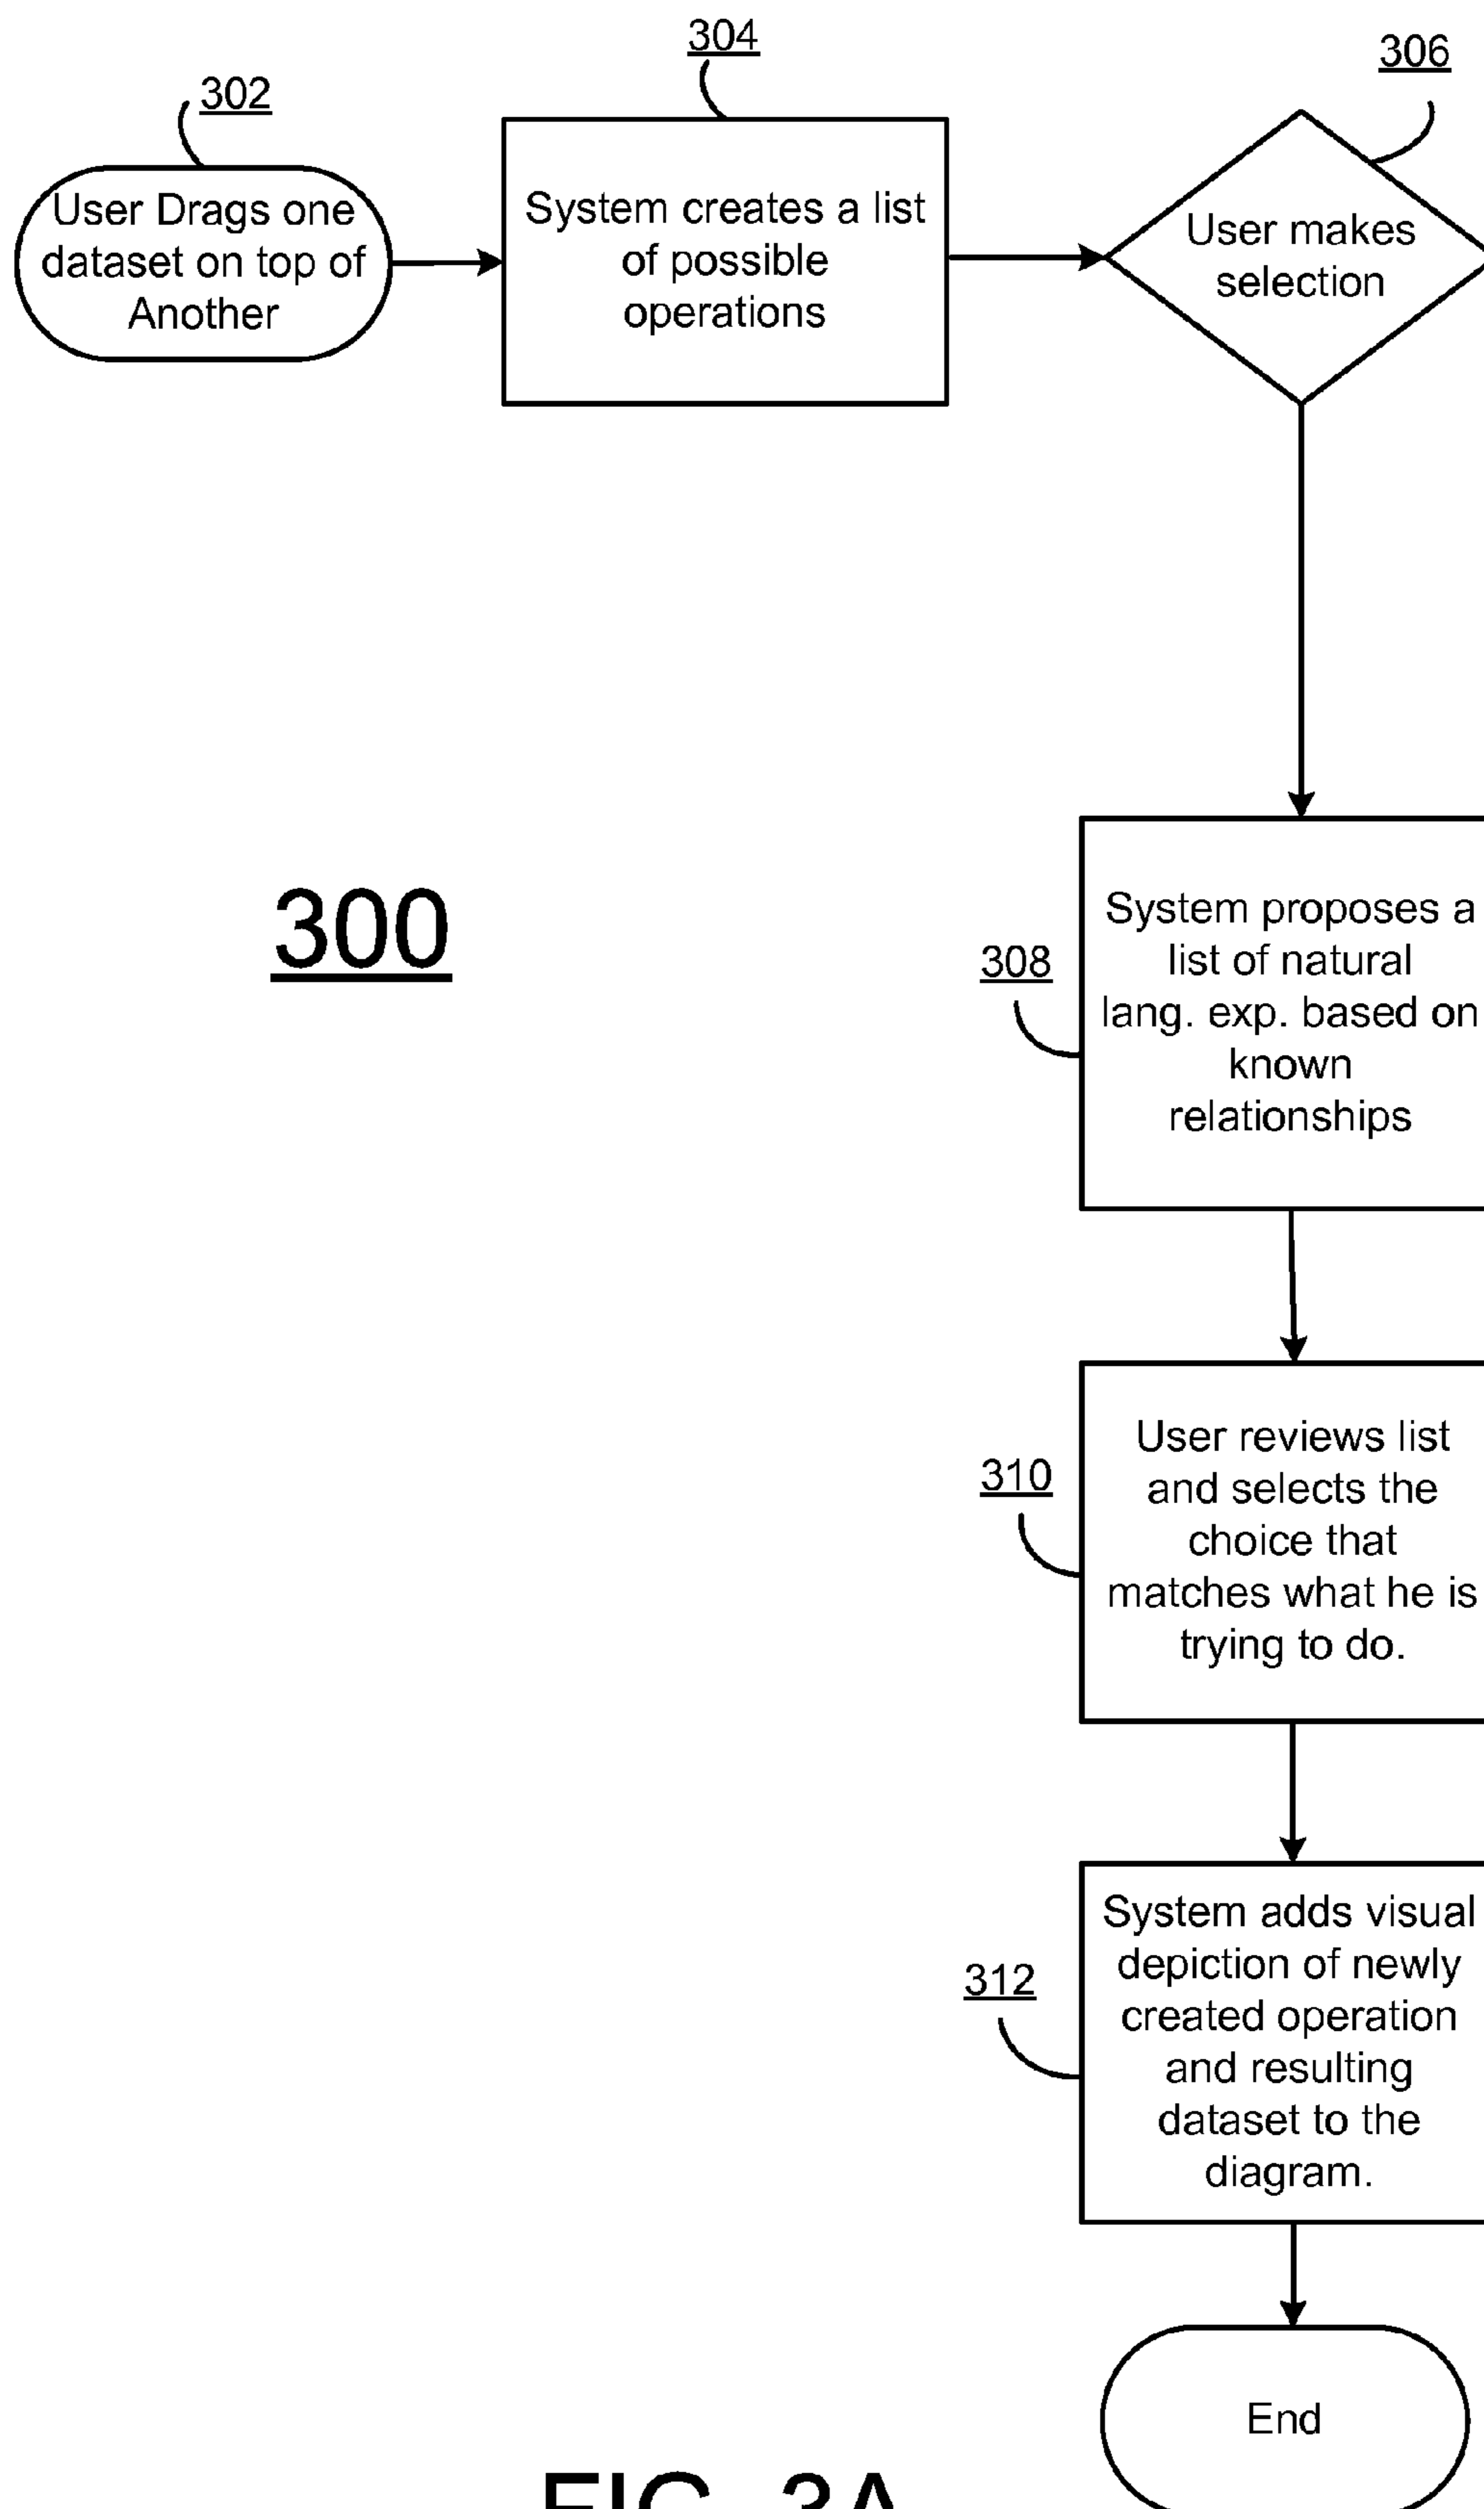 302
User Drags one
dataset on top of
Another
304
System creates a list
of possible
operations
306
User makes
selection
300
308
System proposes a
list of natural
lang. exp. based on
known
relationships
310
User reviews list
and selects the
choice that
matches what he is
trying to do.
312
System adds visual
depiction of newly
created operation
and resulting
dataset to the
diagram.
End
FIG. 3A